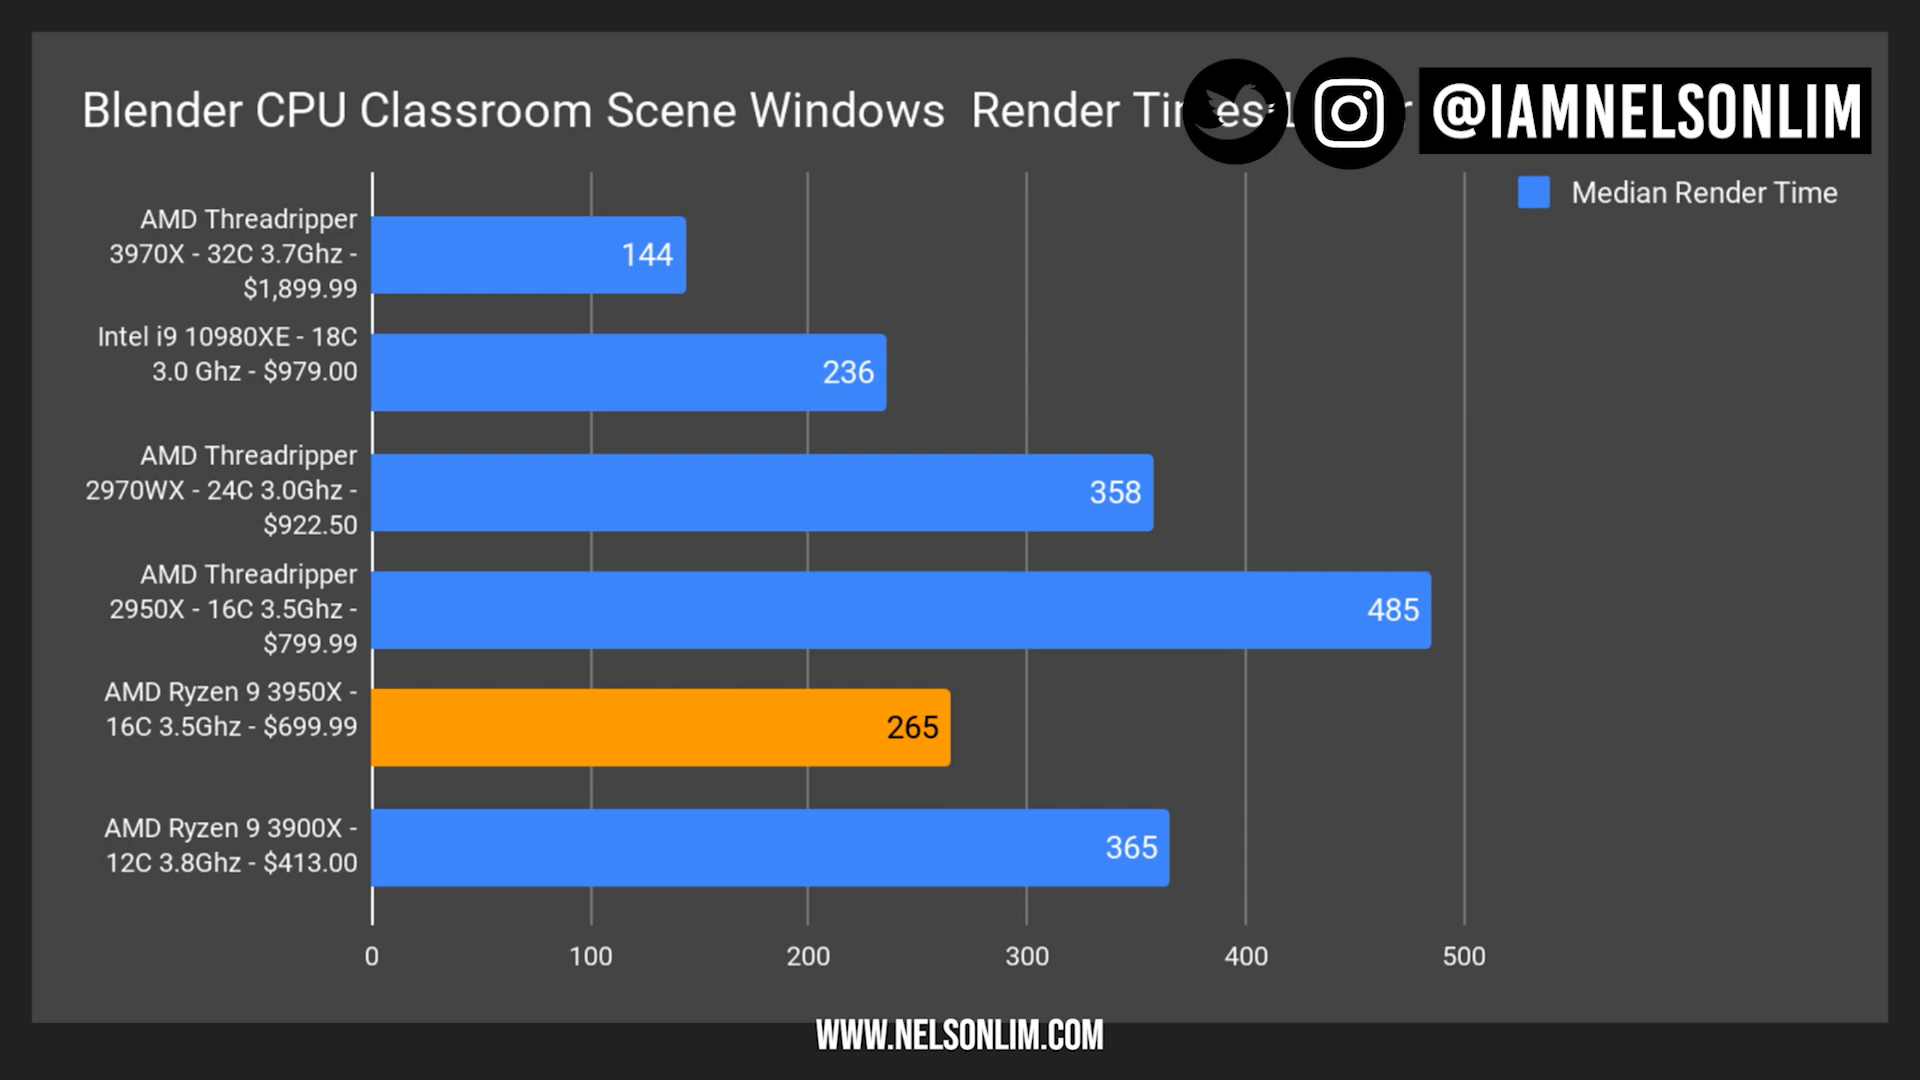 Blender CPU Classroom Scene Windows Render
@IAMNELSONLIM
Median Render Time
AMD Threadripper
3970X - 32C 3.7Ghz -
$1,899.99
144
Intel i9 10980XE - 18C
3.0 Ghz - $979.00
236
AMD Threadripper
2970WX - 24C 3.0Ghz -
$922.50
358
AMD Threadripper
2950X - 16C 3.5Ghz -
$799.99
485
AMD Ryzen 9 3950X -
16C 3.5Ghz - $699.99
265
AMD Ryzen 9 3900X -
12C 3.8Ghz - $413.00
365
0 100 200 300 400 500
WWW.NELSONLIM.COM